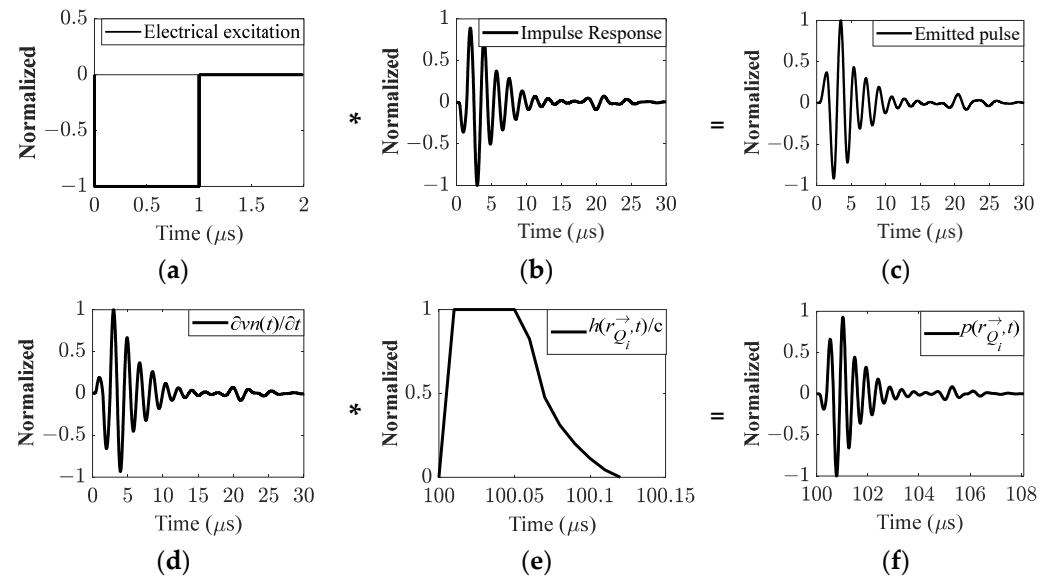 0.5
Electrical excitation
0
Normalized
−0.5
−1
0 0.5 1 1.5 2
Time (μs)
(a)
*
1
Impulse Response
0.5
Normalized
0
−0.5
−1
0 5 10 15 20 25 30
Time (μs)
(b)
=
1
Emitted pulse
0.5
Normalized
0
−0.5
−1
0 5 10 15 20 25 30
Time (μs)
(c)
1
∂vn(t)/∂t
0.5
Normalized
0
−0.5
−1
0 5 10 15 20 25 30
Time (μs)
(d)
*
1
h(r→Qi,t)/c
Normalized
0.5
0
100 100.05 100.1 100.15
Time (μs)
(e)
=
1
p(r→Qi,t)
0.5
Normalized
0
−0.5
−1
100 102 104 106 108
Time (μs)
(f)